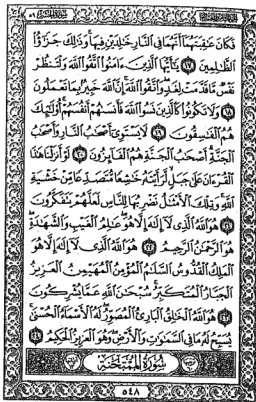 سورة الحشر ٥٩
فَكَانَ عَٰقِبَتَهُمَآ أَنَّهُمَا فِى ٱلنَّارِ خَٰلِدَيْنِ فِيهَا وَذَٰلِكَ جَزَٰٓؤُا۟
ٱلظَّٰلِمِينَ ١٧ يَٰٓأَيُّهَا ٱلَّذِينَ ءَامَنُوا۟ ٱتَّقُوا۟ ٱللَّهَ وَلْتَنظُرْ
نَفْسٌ مَّا قَدَّمَتْ لِغَدٍ وَٱتَّقُوا۟ ٱللَّهَ إِنَّ ٱللَّهَ خَبِيرٌۢ بِمَا تَعْمَلُونَ
١٨ وَلَا تَكُونُوا۟ كَٱلَّذِينَ نَسُوا۟ ٱللَّهَ فَأَنسَىٰهُمْ أَنفُسَهُمْ أُو۟لَٰٓئِكَ
هُمُ ٱلْفَٰسِقُونَ ١٩ لَا يَسْتَوِىٓ أَصْحَٰبُ ٱلنَّارِ وَأَصْحَٰبُ
ٱلْجَنَّةِ أَصْحَٰبُ ٱلْجَنَّةِ هُمُ ٱلْفَآئِزُونَ ٢٠ لَوْ أَنزَلْنَا هَٰذَا
ٱلْقُرْءَانَ عَلَىٰ جَبَلٍ لَّرَأَيْتَهُۥ خَٰشِعًا مُّتَصَدِّعًا مِّنْ خَشْيَةِ
ٱللَّهِ وَتِلْكَ ٱلْأَمْثَٰلُ نَضْرِبُهَا لِلنَّاسِ لَعَلَّهُمْ يَتَفَكَّرُونَ
٢١ هُوَ ٱللَّهُ ٱلَّذِى لَآ إِلَٰهَ إِلَّا هُوَ عَٰلِمُ ٱلْغَيْبِ وَٱلشَّهَٰدَةِ
هُوَ ٱلرَّحْمَٰنُ ٱلرَّحِيمُ ٢٢ هُوَ ٱللَّهُ ٱلَّذِى لَآ إِلَٰهَ إِلَّا هُوَ
ٱلْمَلِكُ ٱلْقُدُّوسُ ٱلسَّلَٰمُ ٱلْمُؤْمِنُ ٱلْمُهَيْمِنُ ٱلْعَزِيزُ
ٱلْجَبَّارُ ٱلْمُتَكَبِّرُ سُبْحَٰنَ ٱللَّهِ عَمَّا يُشْرِكُونَ
٢٣ هُوَ ٱللَّهُ ٱلْخَٰلِقُ ٱلْبَارِئُ ٱلْمُصَوِّرُ لَهُ ٱلْأَسْمَآءُ ٱلْحُسْنَىٰ
يُسَبِّحُ لَهُۥ مَا فِى ٱلسَّمَٰوَٰتِ وَٱلْأَرْضِ وَهُوَ ٱلْعَزِيزُ ٱلْحَكِيمُ ٢٤
سُورَةُ ٱلْمُمْتَحَنَةِ
٥٤٨